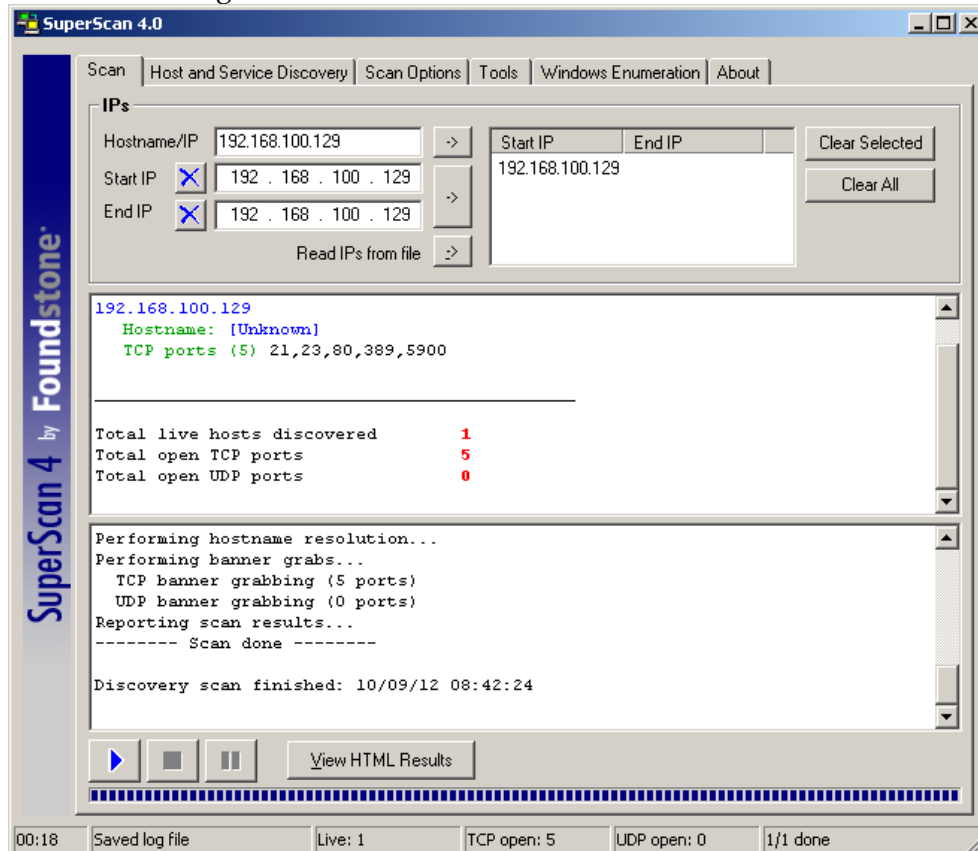 SuperScan 4.0
Scan Host and Service Discovery Scan Options Tools Windows Enumeration About
IPs
Hostname/IP 192.168.100.129 ->
Start IP 192 . 168 . 100 . 129
End IP 192 . 168 . 100 . 129
->
Read IPs from file ->
Start IP End IP
192.168.100.129
Clear Selected
Clear All
SuperScan 4 by Foundstone
192.168.100.129
Hostname: [Unknown]
TCP ports (5) 21,23,80,389,5900
Total live hosts discovered 1
Total open TCP ports 5
Total open UDP ports 0
Performing hostname resolution...
Performing banner grabs...
TCP banner grabbing (5 ports)
UDP banner grabbing (0 ports)
Reporting scan results...
-------- Scan done --------
Discovery scan finished: 10/09/12 08:42:24
View HTML Results
00:18 Saved log file Live: 1 TCP open: 5 UDP open: 0 1/1 done